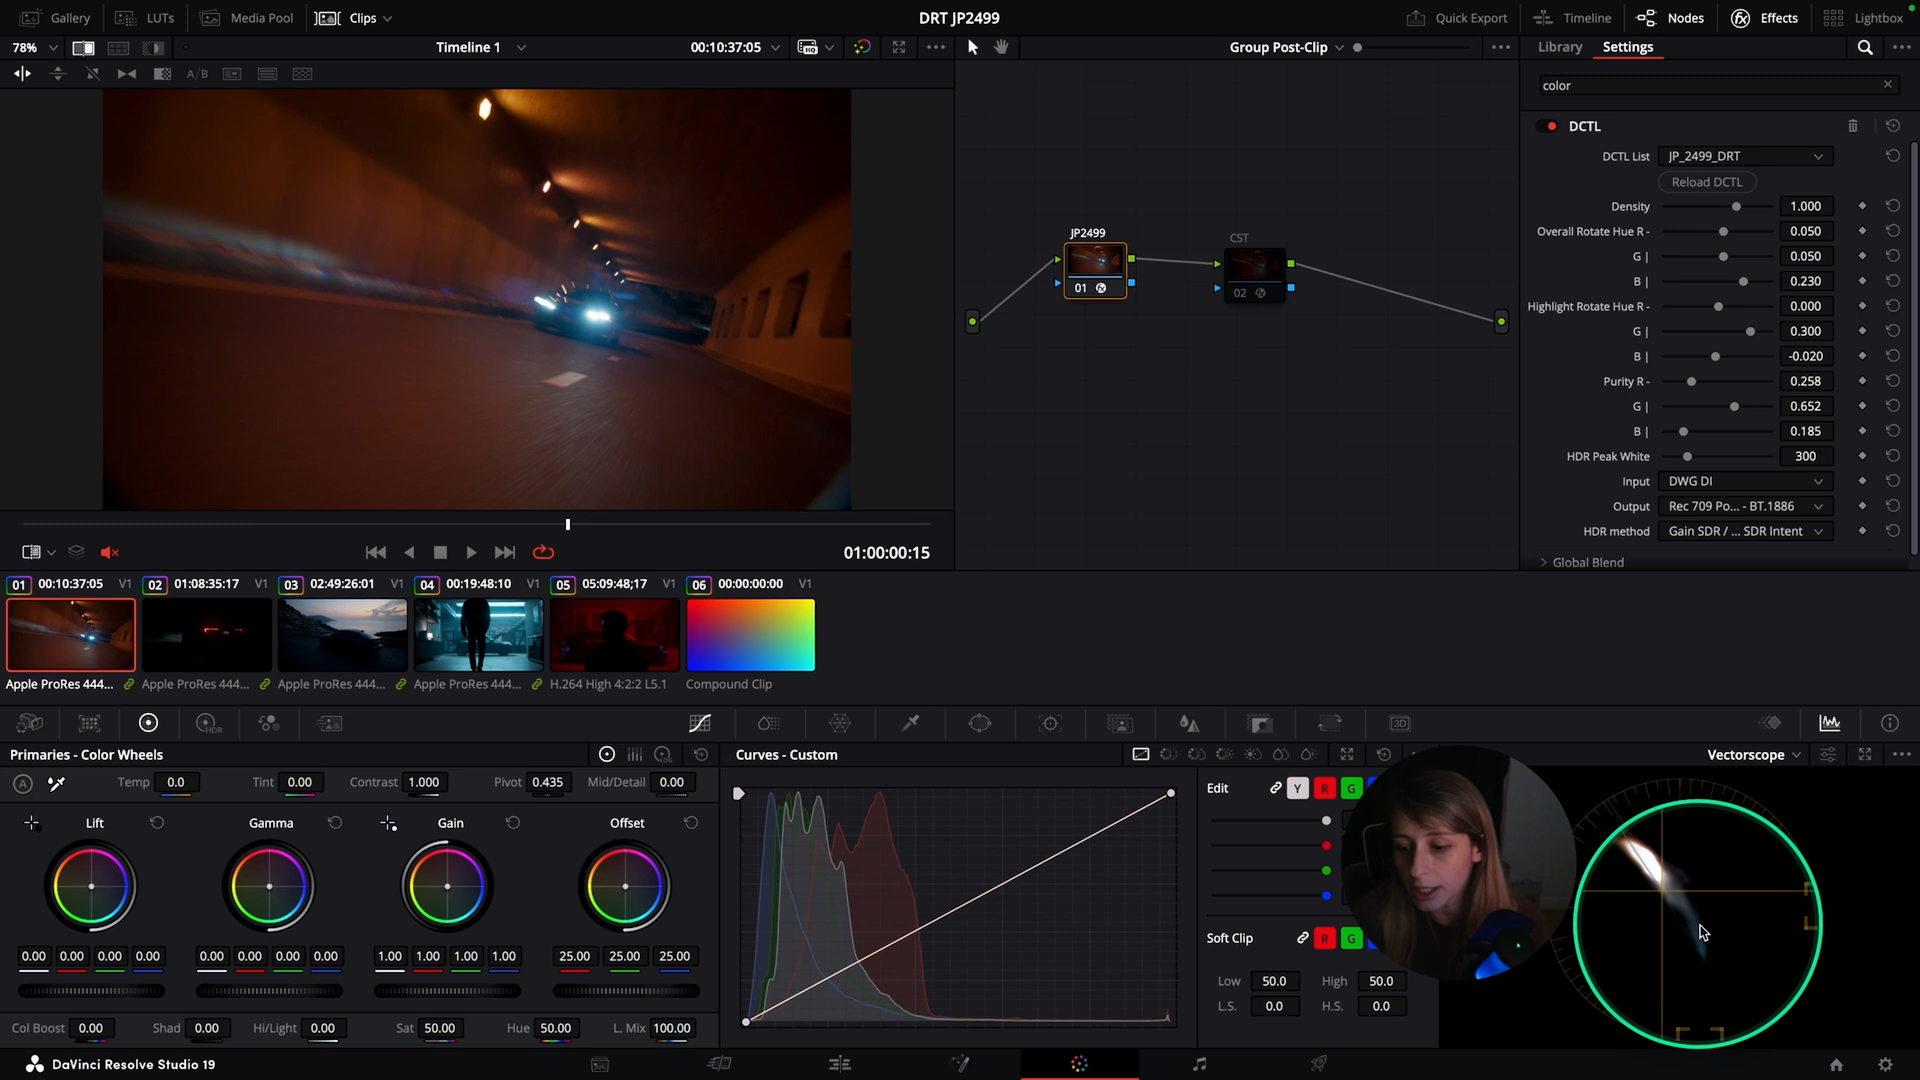 Gallery LUTs Media Pool Clips DRT JP2499 Quick Export Timeline Nodes Effects Lightbox
78% Timeline 1 00:10:37:05 HQ Group Post-Clip Library Settings
A/B
color
DCTL
DCTL List JP_2499_DRT
Reload DCTL
Density 1.000
Overall Rotate Hue R - 0.050
G | 0.050
B | 0.230
Highlight Rotate Hue R - 0.000
G | 0.300
B | -0.020
Purity R - 0.258
G | 0.652
B | 0.185
HDR Peak White 300
Input DWG DI
Output Rec 709 Po... - BT.1886
HDR method Gain SDR / ... SDR Intent
Global Blend
JP2499
01
CST
02
01:00:00:15
01 00:10:37:05 V1 02 01:08:35:17 V1 03 02:49:26:01 V1 04 00:19:48:10 V1 05 05:09:48;17 V1 06 00:00:00:00 V1
Apple ProRes 444... Apple ProRes 444... Apple ProRes 444... Apple ProRes 444... H.264 High 4:2:2 L5.1 Compound Clip
HDR 3D
Primaries - Color Wheels LOG Curves - Custom Vectorscope
A Temp 0.0 Tint 0.00 Contrast 1.000 Pivot 0.435 Mid/Detail 0.00
Edit Y R G
Lift Gamma Gain Offset
Soft Clip R G
0.00 0.00 0.00 0.00 0.00 0.00 0.00 0.00 1.00 1.00 1.00 1.00 25.00 25.00 25.00
Low 50.0 High 50.0
L.S. 0.0 H.S. 0.0
Col Boost 0.00 Shad 0.00 Hi/Light 0.00 Sat 50.00 Hue 50.00 L. Mix 100.00
DaVinci Resolve Studio 19